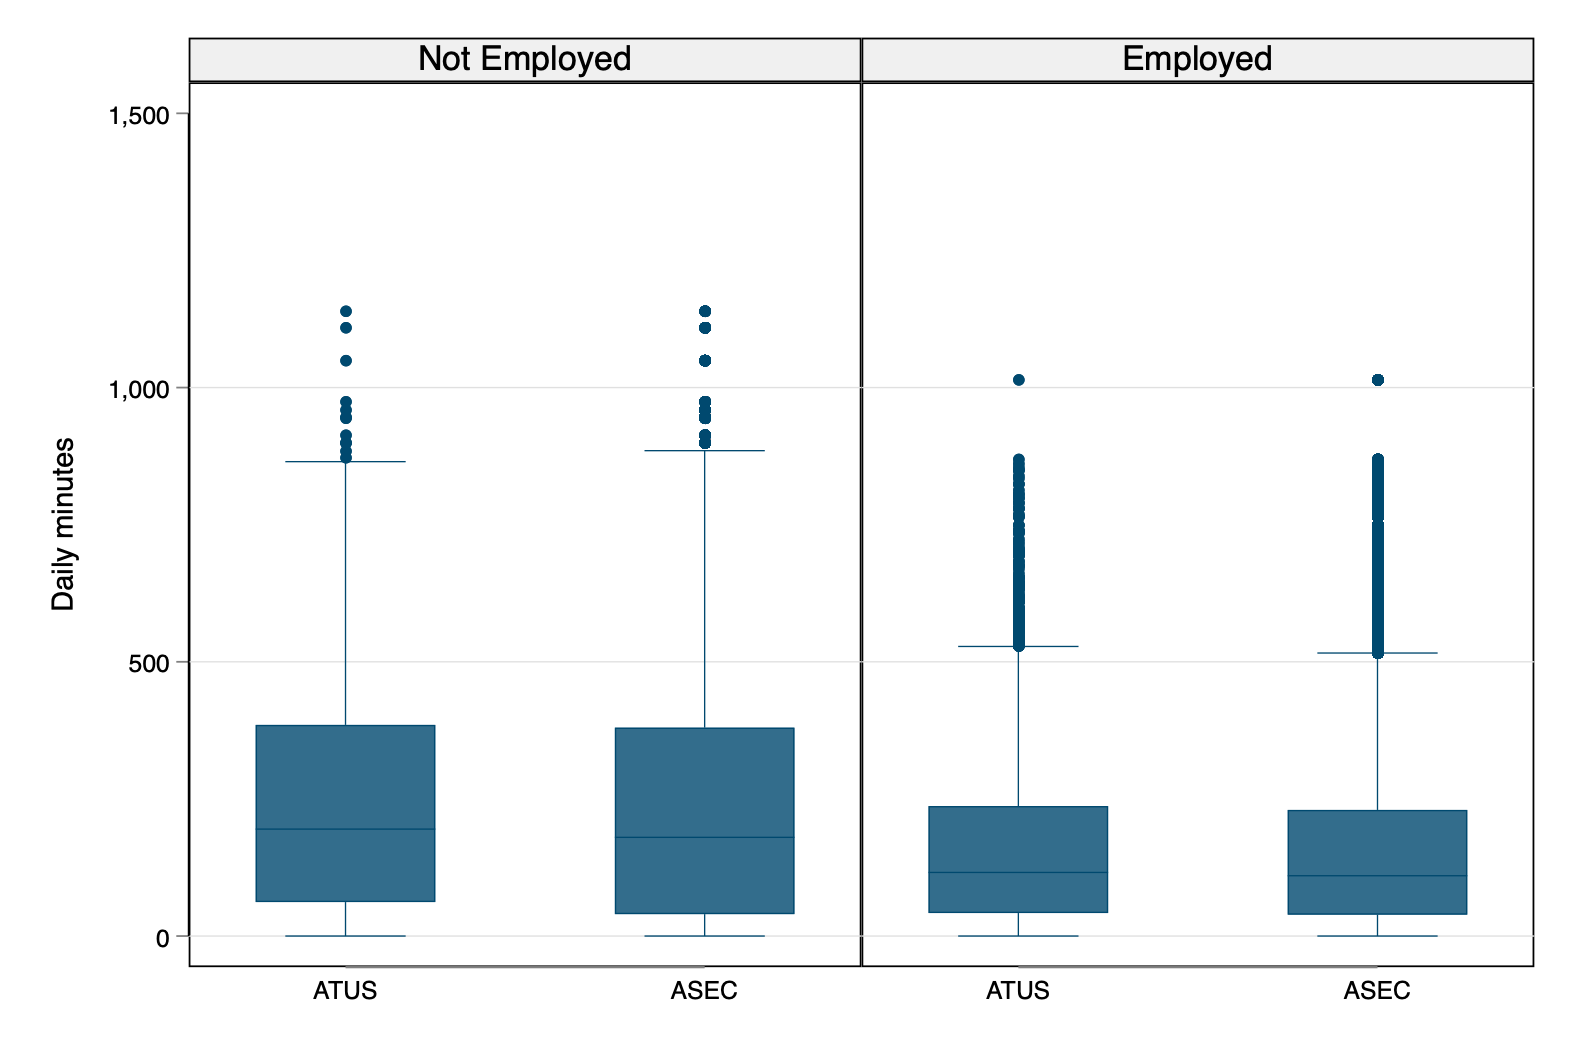 Not Employed
Employed
Daily minutes
1,500
1,000
500
0
ATUS
ASEC
ATUS
ASEC